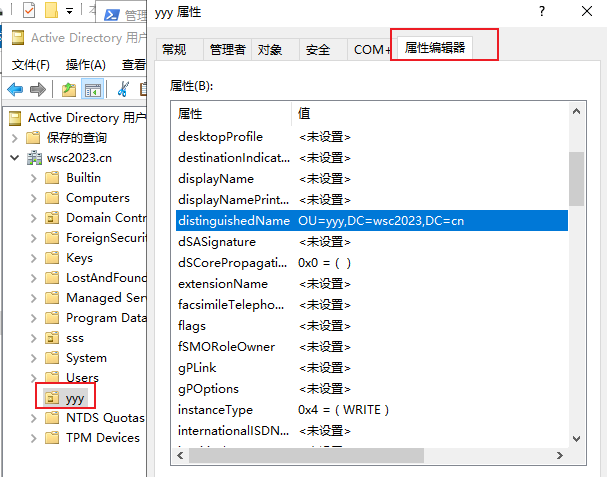 管理
yyy 属性
Active Directory 用户
文件(F) 操作(A) 查看
常规 管理者 对象 安全 COM+ 属性编辑器
属性(B):
Active Directory 用户
保存的查询
wsc2023.cn
Builtin
Computers
Domain Contr
ForeignSecurit
Keys
LostAndFound
Managed Serv
Program Data
sss
System
Users
yyy
NTDS Quotas
TPM Devices
属性 值
desktopProfile <未设置>
destinationIndicat... <未设置>
displayName <未设置>
displayNamePrint... <未设置>
distinguishedName OU=yyy,DC=wsc2023,DC=cn
dSASignature <未设置>
dSCorePropagati... 0x0 = ( )
extensionName <未设置>
facsimileTelepho... <未设置>
flags <未设置>
fSMORoleOwner <未设置>
gPLink <未设置>
gPOptions <未设置>
instanceType 0x4 = ( WRITE )
internationalISDN... <未设置>